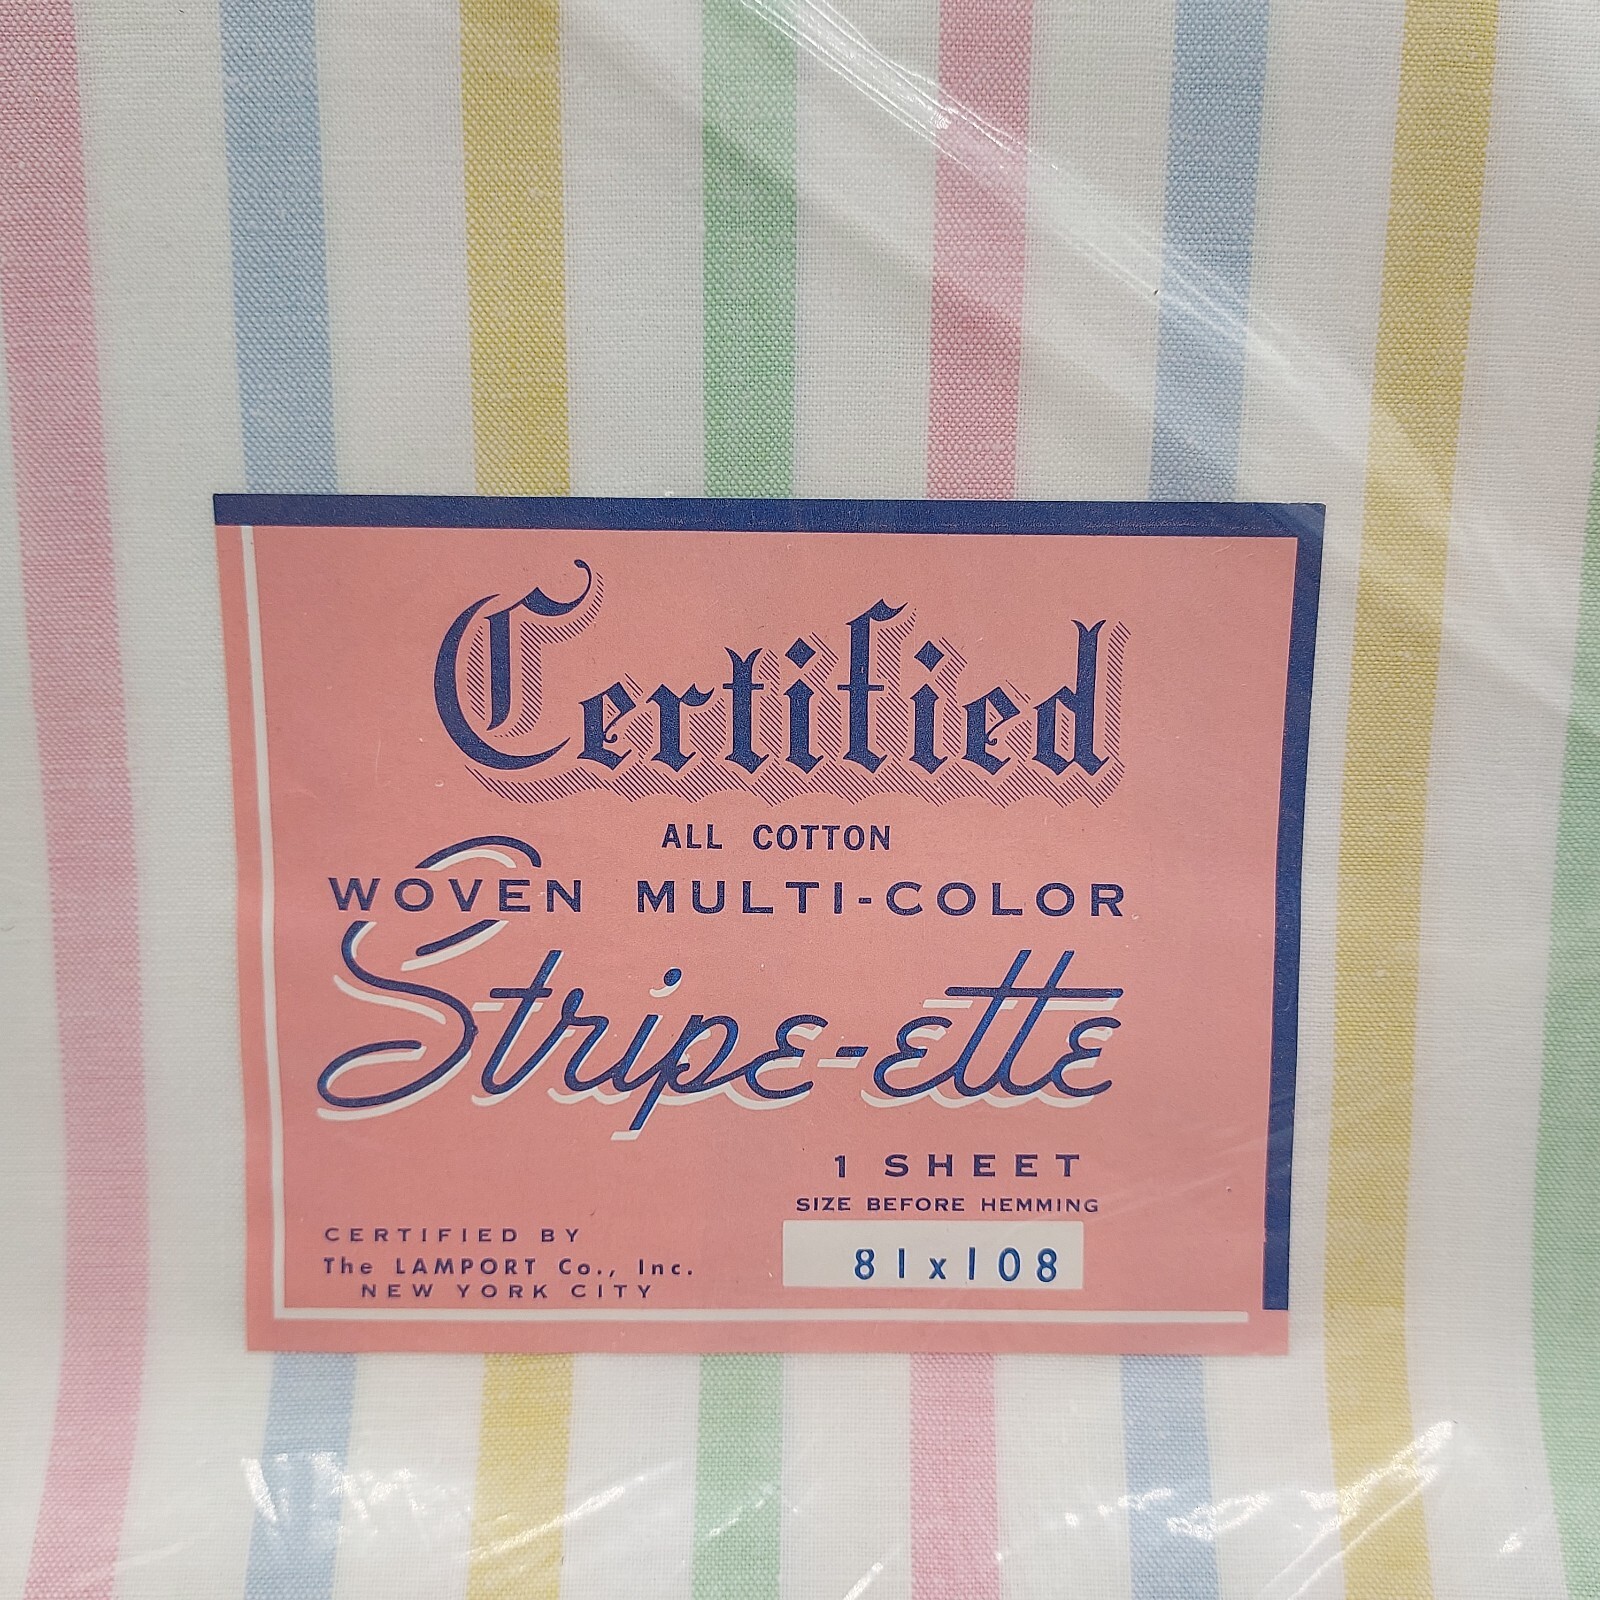 Certified
ALL COTTON
WOVEN MULTI-COLOR
Stripe-ette
1 SHEET
SIZE BEFORE HEMMING
81x108
CERTIFIED BY
The LAMPORT Co., Inc.
NEW YORK CITY